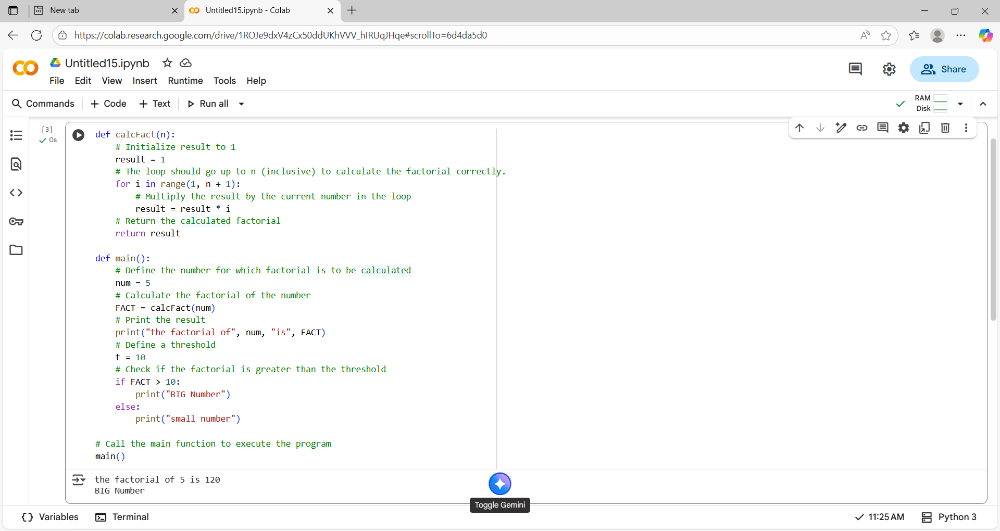 New tab
Untitled15.ipynb - Colab
https://colab.research.google.com/drive/1ROJe9dxV4zCx50ddUKhVVV_hIRUqJHqe#scrollTo=6d4da5d0
Untitled15.ipynb
File Edit View Insert Runtime Tools Help
Share
Commands + Code + Text Run all
RAM
Disk
[3]
0s
def calcFact(n):
    # Initialize result to 1
    result = 1
    # The loop should go up to n (inclusive) to calculate the factorial correctly.
    for i in range(1, n + 1):
        # Multiply the result by the current number in the loop
        result = result * i
    # Return the calculated factorial
    return result

def main():
    # Define the number for which factorial is to be calculated
    num = 5
    # Calculate the factorial of the number
    FACT = calcFact(num)
    # Print the result
    print("the factorial of", num, "is", FACT)
    # Define a threshold
    t = 10
    # Check if the factorial is greater than the threshold
    if FACT > 10:
        print("BIG Number")
    else:
        print("small number")

# Call the main function to execute the program
main()
the factorial of 5 is 120
BIG Number
Toggle Gemini
{} Variables
Terminal
11:25 AM
Python 3